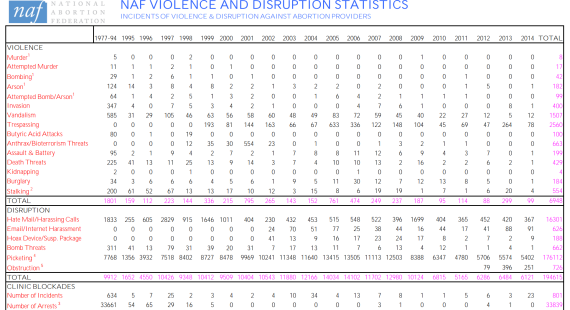 naf NATIONAL ABORTION FEDERATION
NAF VIOLENCE AND DISRUPTION STATISTICS
INCIDENTS OF VIOLENCE & DISRUPTION AGAINST ABORTION PROVIDERS
1977-94 1995 1996 1997 1998 1999 2000 2001 2002 2003 2004 2005 2006 2007 2008 2009 2010 2011 2012 2013 2014 TOTAL
VIOLENCE
Murder¹ 5 0 0 0 2 0 0 0 0 0 0 0 0 0 0 1 0 0 0 0 0 8
Attempted Murder 11 1 1 2 1 0 1 0 0 0 0 0 0 0 0 0 0 0 0 0 0 17
Bombing¹ 29 1 2 6 1 1 0 1 0 0 0 0 0 0 0 0 0 0 1 0 0 42
Arson¹ 124 14 3 8 4 8 2 2 1 3 2 2 0 2 0 0 0 1 5 0 1 182
Attempted Bomb/Arson¹ 64 1 4 2 5 1 3 2 0 0 1 6 4 2 1 1 1 0 0 0 1 99
Invasion 347 4 0 7 5 3 4 2 1 0 0 0 4 7 6 1 0 0 0 8 1 400
Vandalism 585 31 29 105 46 63 56 58 60 48 49 83 72 59 45 40 22 27 12 5 12 1507
Trespassing 0 0 0 0 0 193 81 144 163 66 67 633 336 122 148 104 45 69 47 264 78 2560
Butyric Acid Attacks 80 0 1 0 19 0 0 0 0 0 0 0 0 0 0 0 0 0 0 0 0 100
Anthrax/Bioterrorism Threats 0 0 0 0 12 35 30 554 23 0 1 0 0 1 3 2 1 1 0 0 0 663
Assault & Battery 95 2 1 9 4 2 7 2 1 7 8 8 11 12 6 9 4 3 7 0 1 199
Death Threats 225 41 13 11 25 13 9 14 3 7 4 10 10 13 2 16 2 2 6 2 1 429
Kidnapping 2 0 0 0 1 0 0 0 0 0 0 0 1 0 0 0 0 0 0 0 0 4
Burglary 34 3 6 6 6 4 5 6 1 9 5 11 30 12 7 12 13 8 5 0 1 184
Stalking² 200 61 52 67 13 13 17 10 12 3 15 8 6 19 19 1 7 1 6 20 4 554
TOTAL 1801 159 112 223 144 336 215 795 265 143 152 761 474 249 237 187 95 114 88 299 99 6948
DISRUPTION
Hate Mail/Harassing Calls 1833 255 605 2829 915 1646 1011 404 230 432 453 515 548 522 396 1699 404 365 452 420 367 16301
Email/Internet Harassment 0 0 0 0 0 0 0 0 24 70 51 77 25 38 44 16 44 17 41 88 91 626
Hoax Device/Susp. Package 0 0 0 0 0 0 0 0 41 13 9 16 17 23 24 17 8 2 7 2 9 188
Bomb Threats 311 41 13 79 31 39 20 31 7 17 13 11 7 6 13 4 12 1 4 1 1 662
Picketing 7768 1356 3932 7518 8402 8727 8478 9969 10241 11348 11640 13415 13505 11113 12503 8388 6347 4780 5706 5574 5402 176112
Obstruction 79 396 251 726
TOTAL 9912 1652 4550 10426 9348 10412 9509 10404 10543 11880 12166 14034 14102 11702 12980 10124 6815 5165 6286 6484 6121 194615
CLINIC BLOCKADES
Number of Incidents 634 5 7 25 2 3 4 2 4 10 34 4 13 7 8 1 1 5 6 3 23 801
Number of Arrests³ 33661 54 65 29 16 5 0 0 0 0 0 0 0 3 1 0 0 0 4 1 0 33839